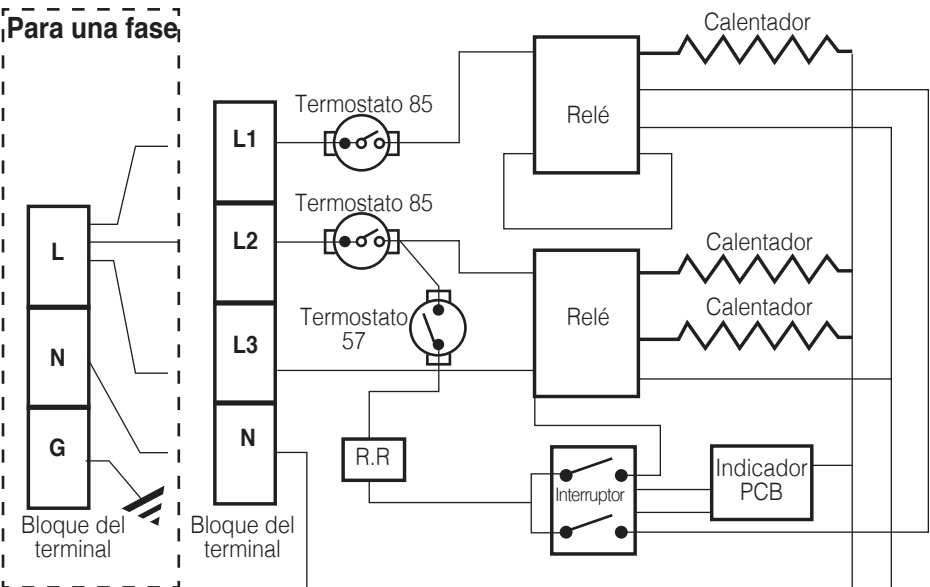 Para una fase
L
N
G
Bloque del
terminal
L1
L2
L3
N
Bloque del
terminal
Termostato 85
Termostato 85
Termostato
57
R.R
Relé
Relé
Calentador
Calentador
Calentador
Interruptor
Indicador
PCB